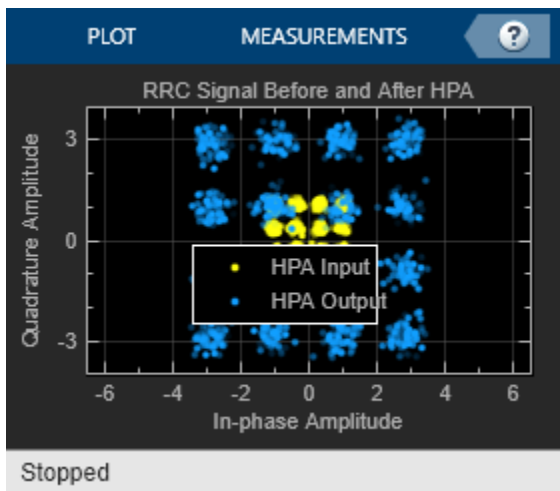 PLOT MEASUREMENTS ?
RRC Signal Before and After HPA
Quadrature Amplitude
3
0
-3
HPA Input
HPA Output
-6 -4 -2 0 2 4 6
In-phase Amplitude
Stopped